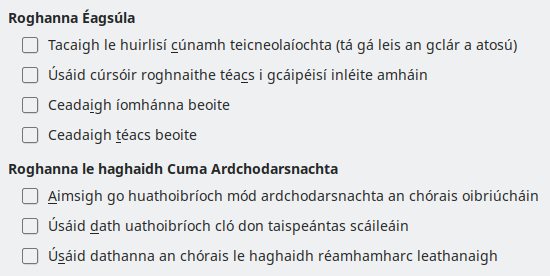 Roghanna Éagsúla
Tacaigh le huirlisí cúnamh teicneolaíochta (tá gá leis an gclár a atosú)
Úsáid cúrsóir roghnaithe téacs i gcáipéisí inléite amháin
Ceadaigh íomhánna beoite
Ceadaigh téacs beoite
Roghanna le haghaidh Cuma Ardchodarsnachta
Aimsigh go huathoibríoch mód ardchodarsnachta an chórais oibriúcháin
Úsáid dath uathoibríoch cló don taispeántas scáileáin
Úsáid dathanna an chórais le haghaidh réamhamharc leathanaigh